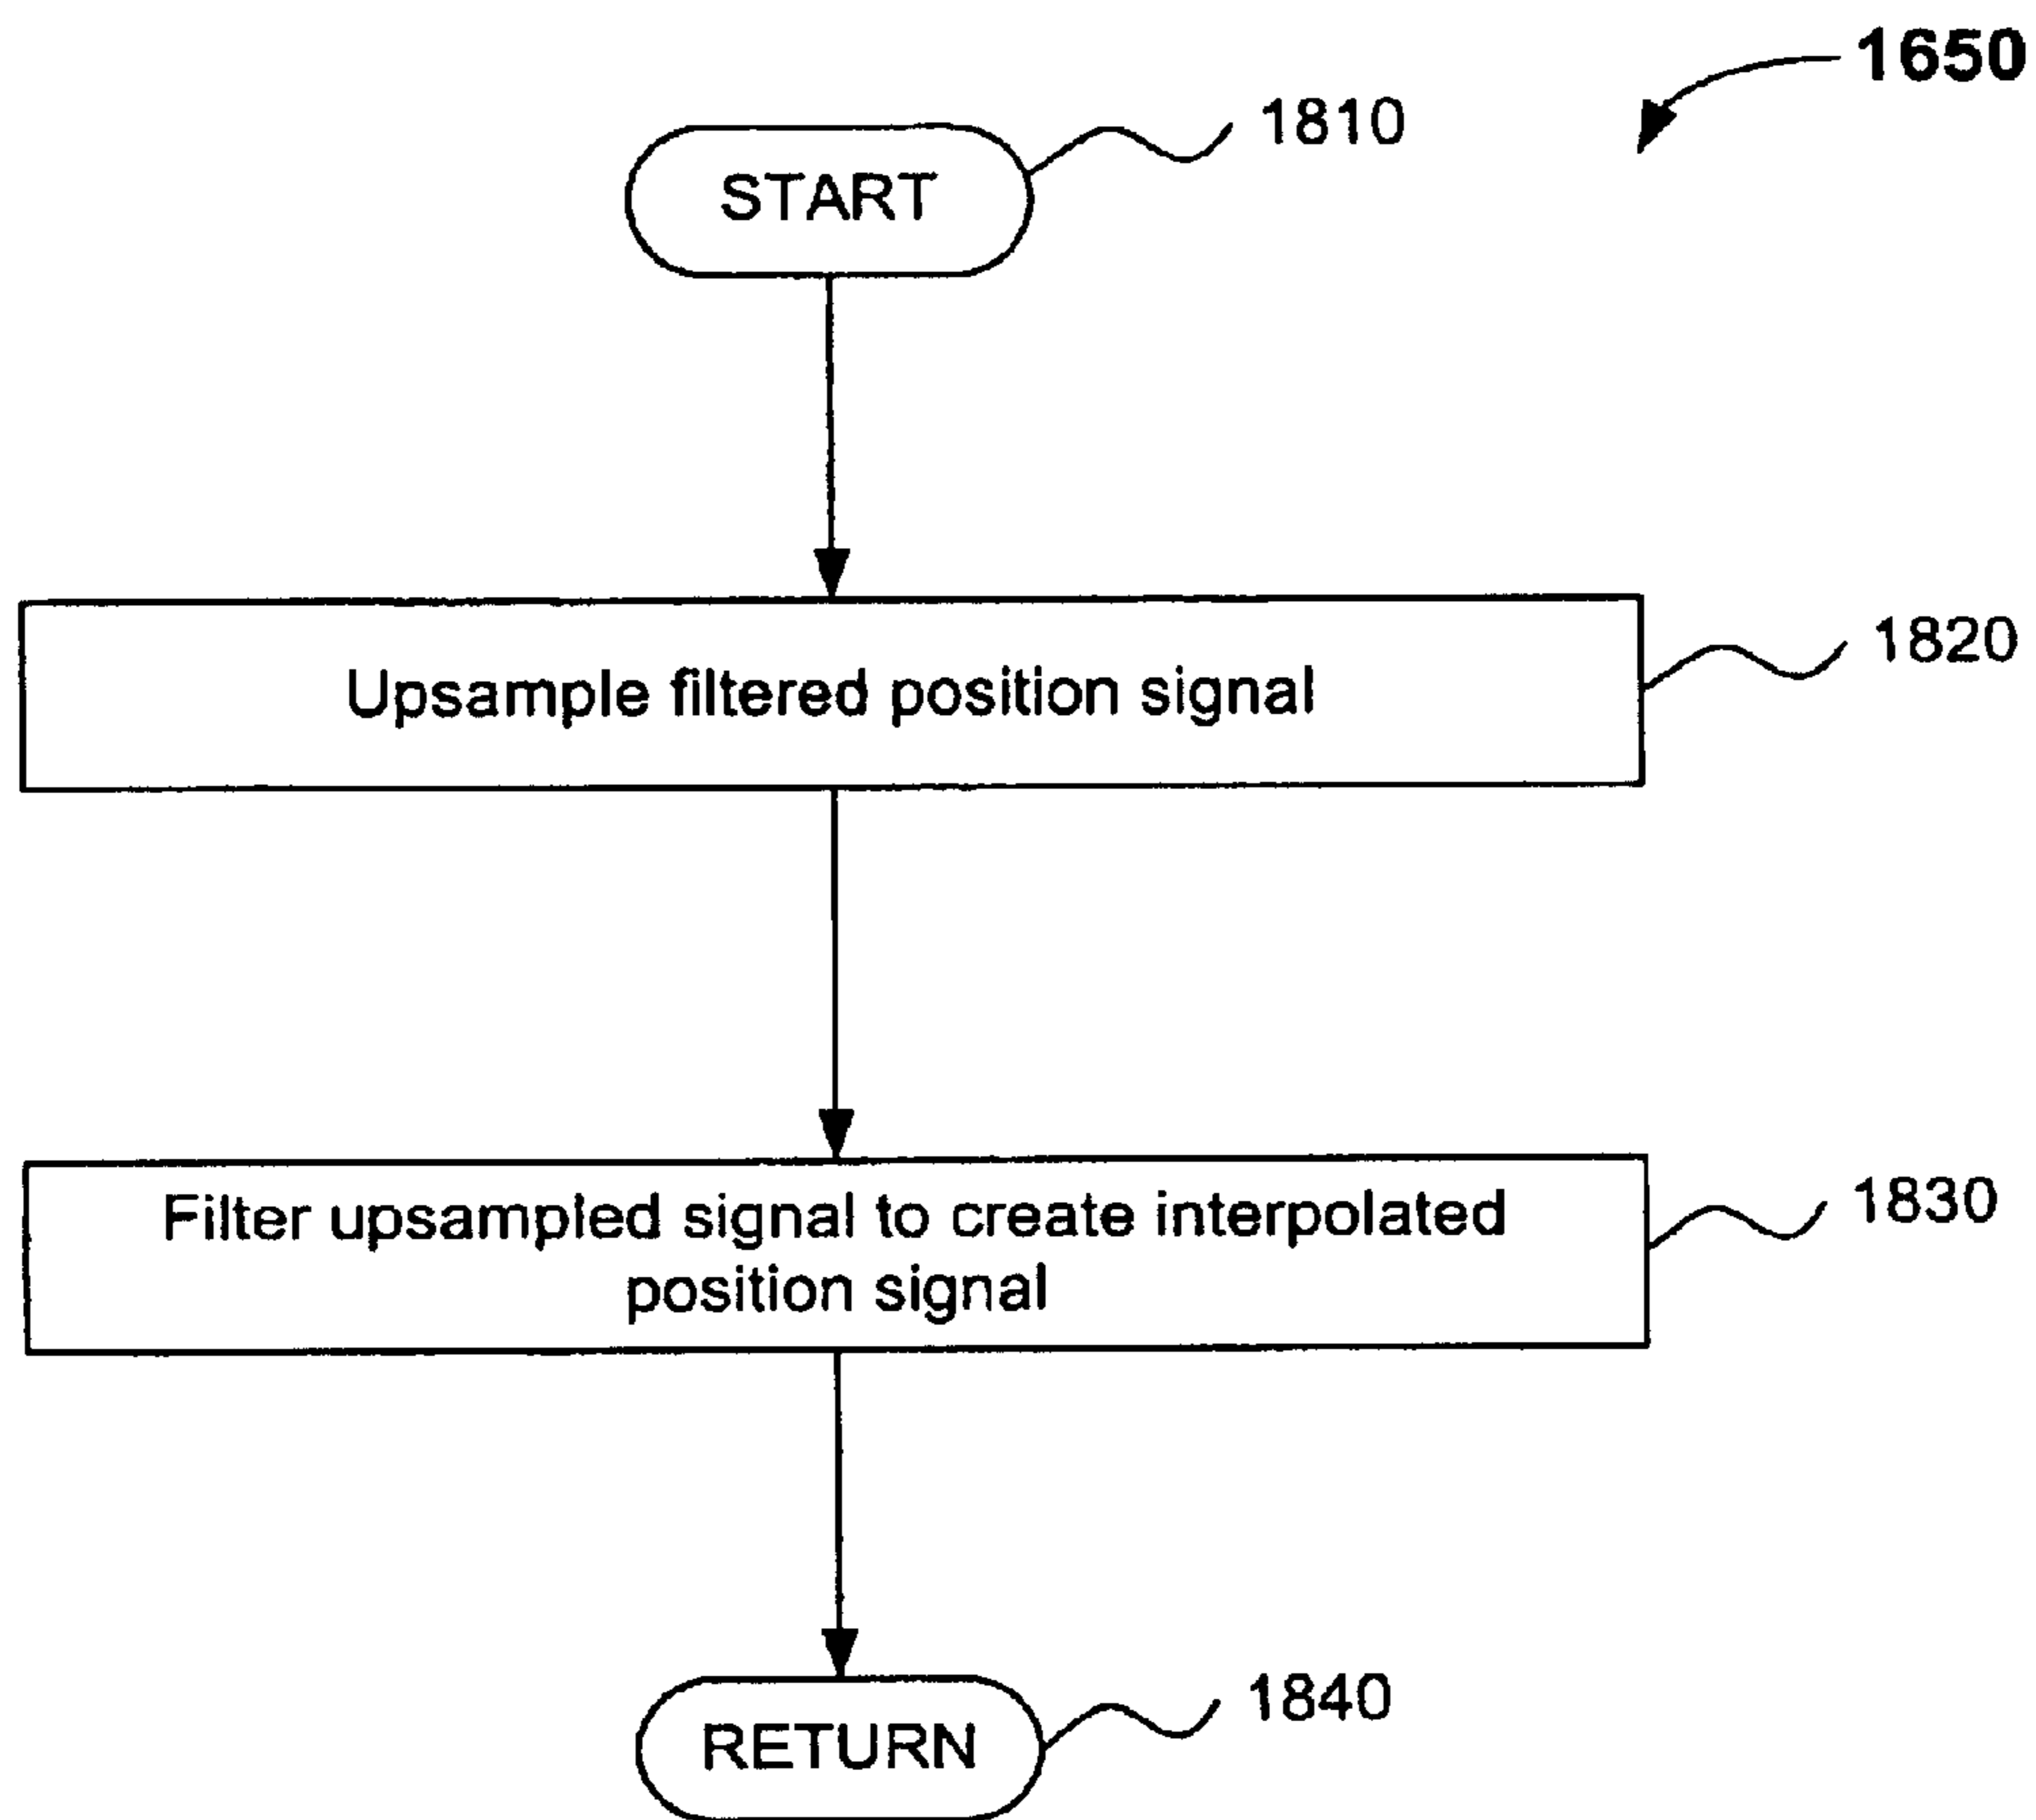 1650
1810
START
1820
Upsample filtered position signal
1830
Filter upsampled signal to create interpolated
position signal
1840
RETURN